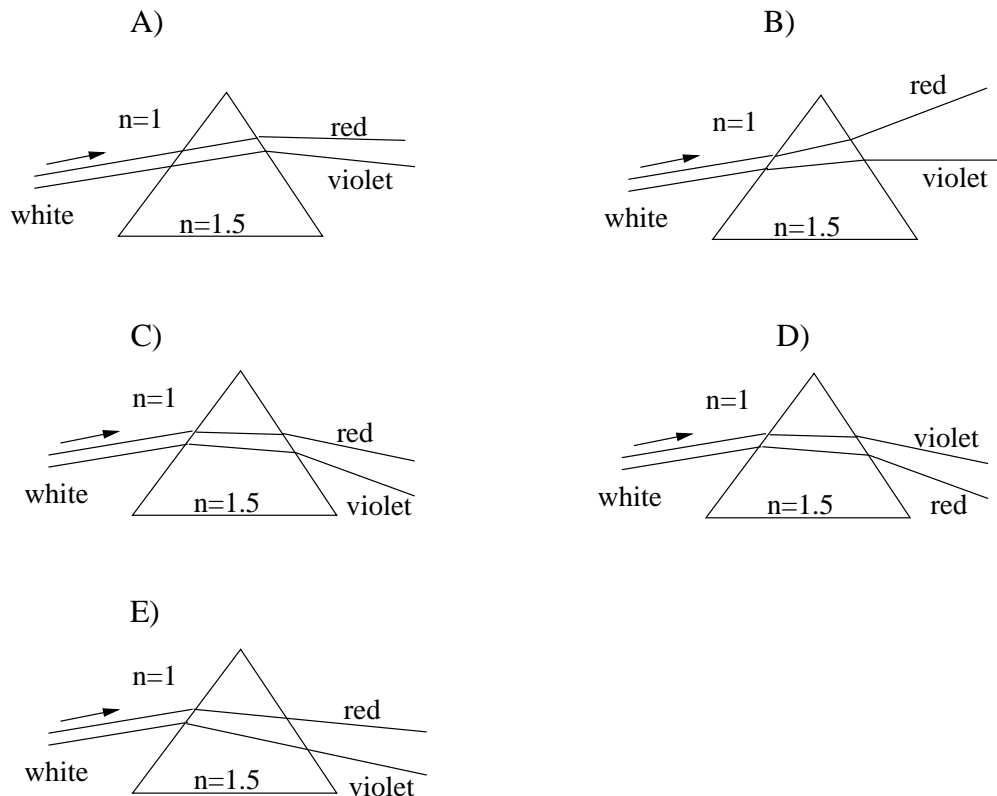 A)
n=1
red
violet
white
n=1.5
B)
red
n=1
violet
white
n=1.5
C)
n=1
red
white
n=1.5
violet
D)
n=1
violet
white
n=1.5
red
E)
n=1
red
white
n=1.5
violet